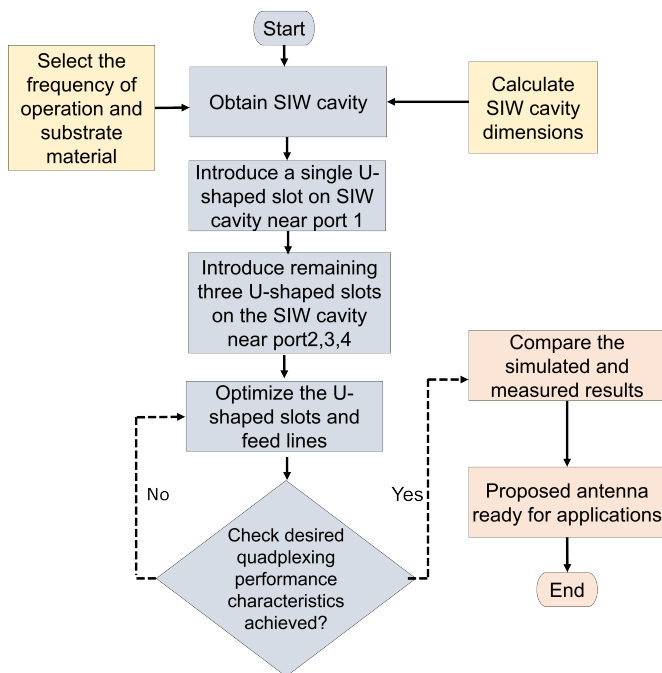 Start
Select the
frequency of
operation and
substrate
material
Obtain SIW cavity
Calculate
SIW cavity
dimensions
Introduce a single U-
shaped slot on SIW
cavity near port 1
Introduce remaining
three U-shaped slots
on the SIW cavity
near port2,3,4
Optimize the U-
shaped slots and
feed lines
No
Check desired
quadplexing
performance
characteristics
achieved?
Yes
Compare the
simulated and
measured results
Proposed antenna
ready for applications
End